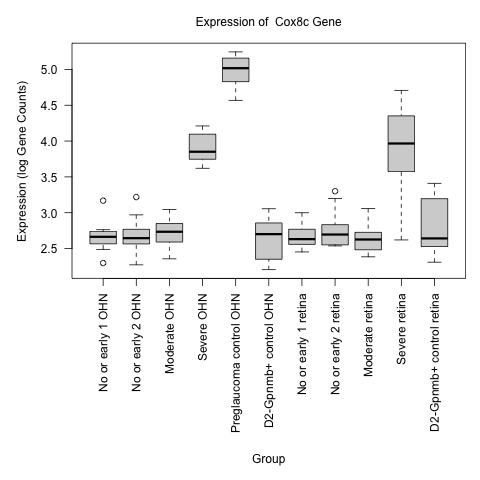 Expression of Cox8c Gene
Expression (log Gene Counts)
5.0
4.5
4.0
3.5
3.0
2.5
No or early 1 OHN
No or early 2 OHN
Moderate OHN
Severe OHN
Preglaucoma control OHN
D2-Gpnmb+ control OHN
No or early 1 retina
No or early 2 retina
Moderate retina
Severe retina
D2-Gpnmb+ control retina
Group